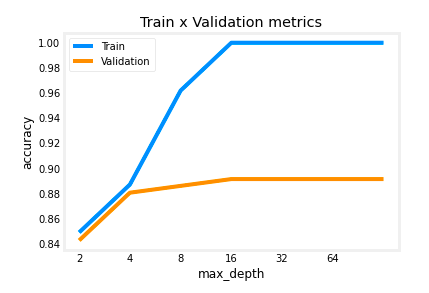 Train x Validation metrics
Train
Validation
1.00
0.98
0.96
0.94
0.92
0.90
0.88
0.86
0.84
accuracy
2 4 8 16 32 64
max_depth